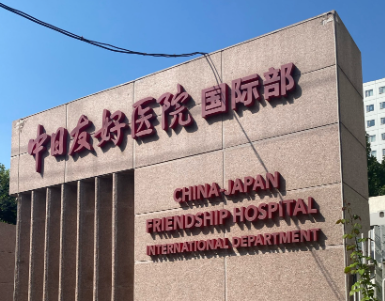 中日友好医院 国际部
CHINA-JAPAN
FRIENDSHIP HOSPITAL
INTERNATIONAL DEPARTMENT